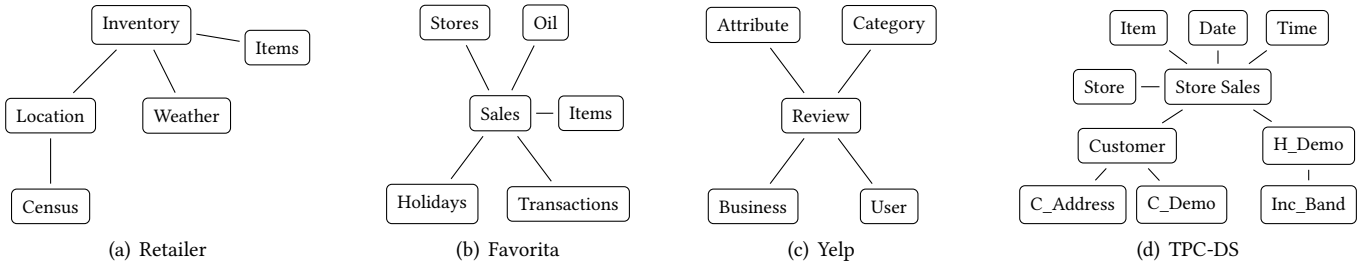 Inventory
Items
Location
Weather
Census
(a) Retailer
Stores
Oil
Sales
Items
Holidays
Transactions
(b) Favorita
Attribute
Category
Review
Business
User
(c) Yelp
Item
Date
Time
Store
Store Sales
Customer
H_Demo
C_Address
C_Demo
Inc_Band
(d) TPC-DS